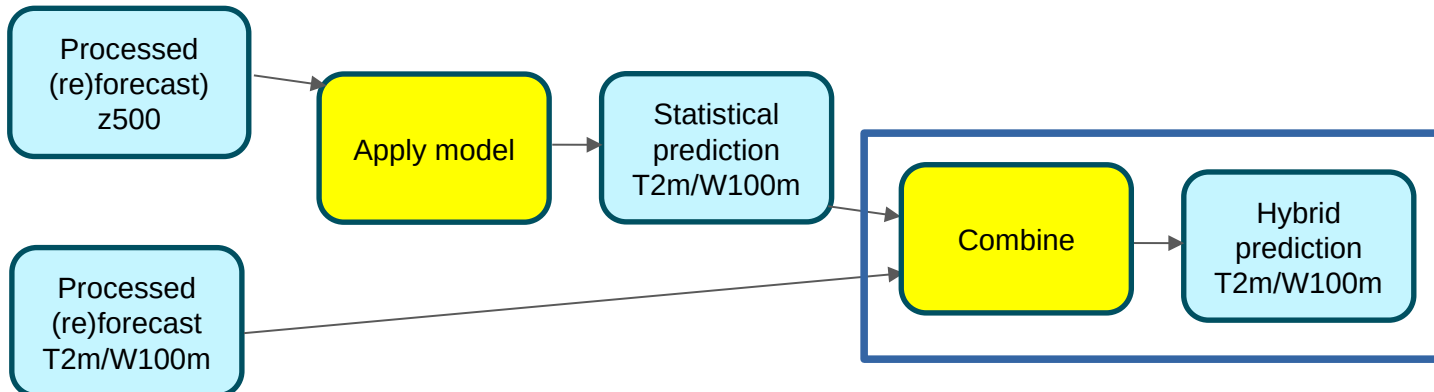 Processed
(re)forecast)
z500
Apply model
Statistical
prediction
T2m/W100m
Combine
Hybrid
prediction
T2m/W100m
Processed
(re)forecast
T2m/W100m